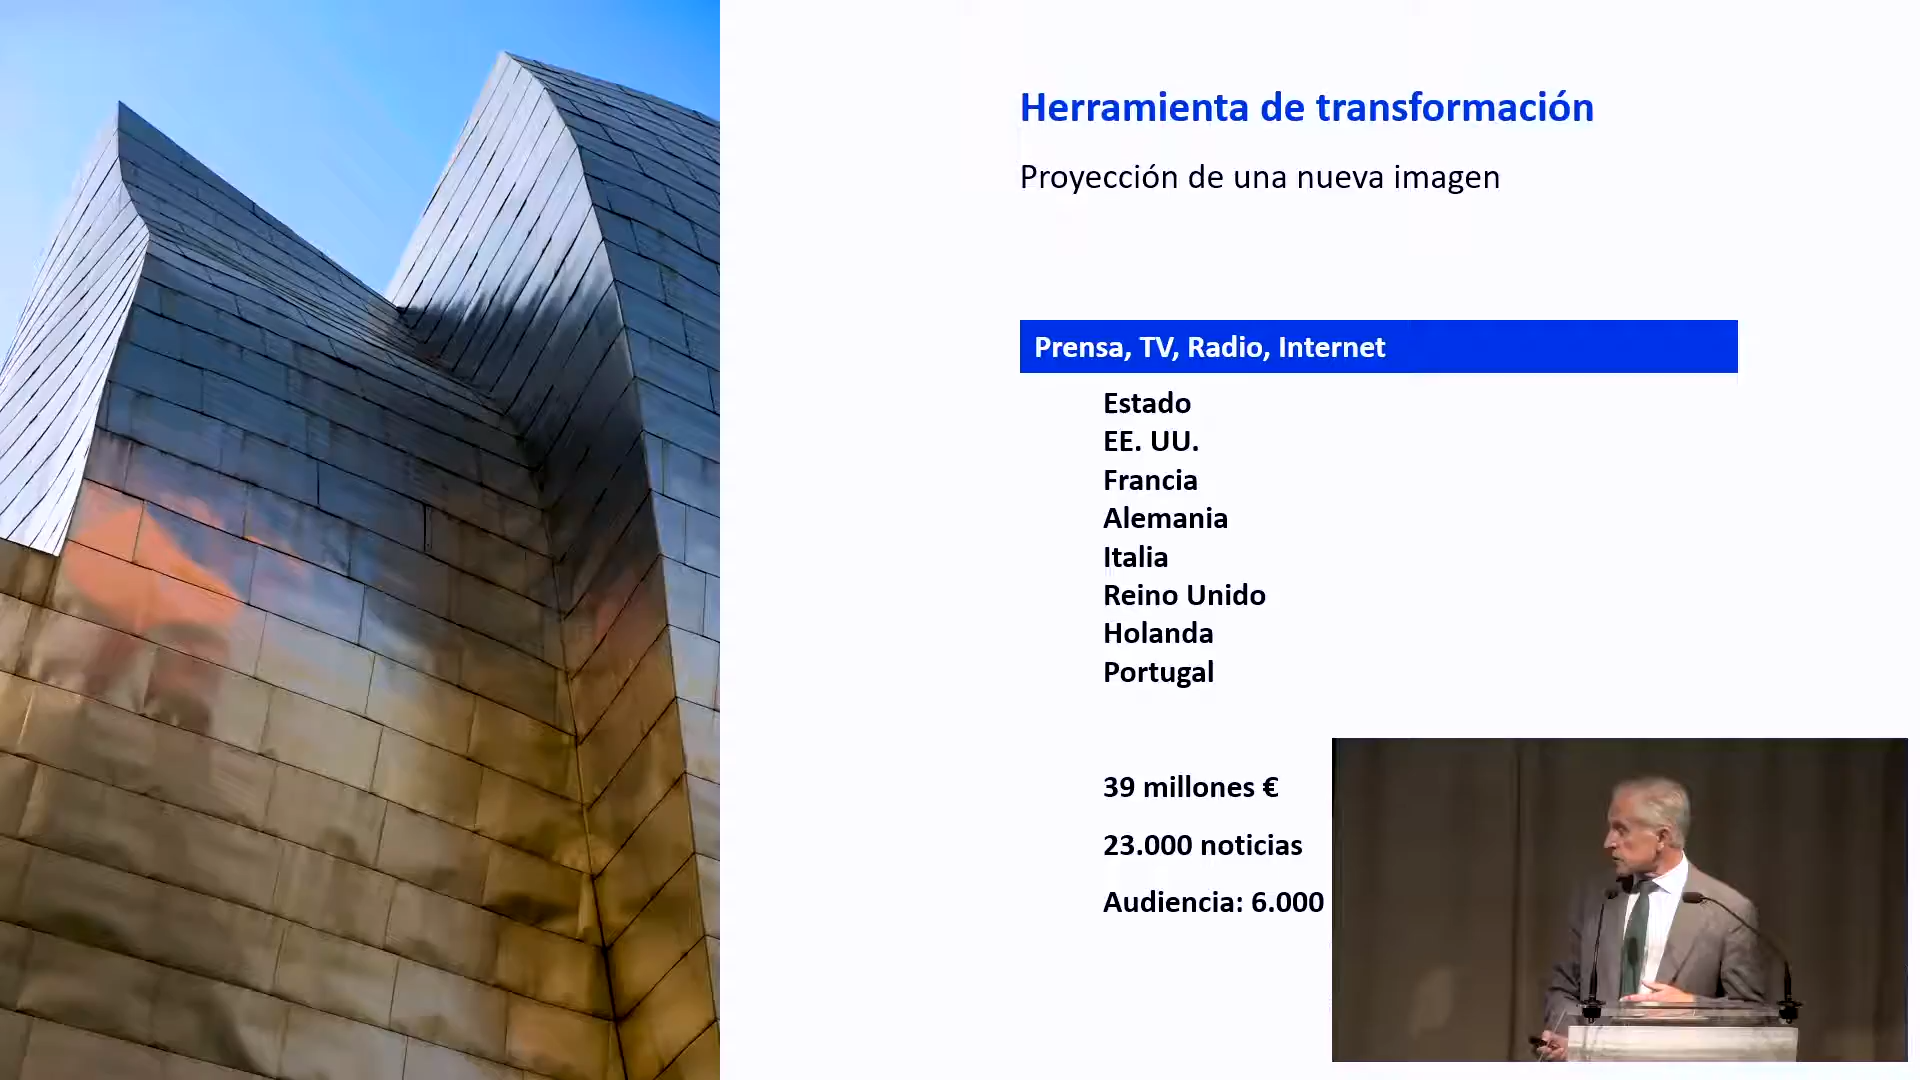 Herramienta de transformación
Proyección de una nueva imagen
Prensa, TV, Radio, Internet
Estado
EE. UU.
Francia
Alemania
Italia
Reino Unido
Holanda
Portugal
39 millones €
23.000 noticias
Audiencia: 6.000